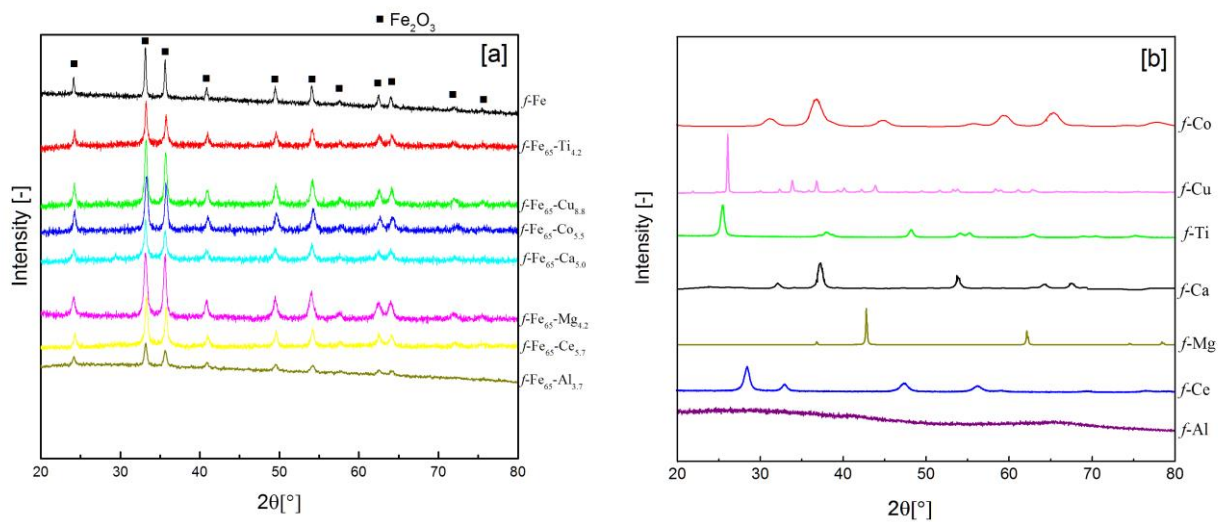 ■ Fe₂O₃
[a]
Intensity [-]
f-Fe
f-Fe₆₅-Ti₄.₂
f-Fe₆₅-Cu₈.₈
f-Fe₆₅-Co₅.₅
f-Fe₆₅-Ca₅.₀
f-Fe₆₅-Mg₄.₂
f-Fe₆₅-Ce₅.₇
f-Fe₆₅-Al₃.₇
20 30 40 50 60 70 80
2θ[°]
[b]
Intensity [-]
f-Co
f-Cu
f-Ti
f-Ca
f-Mg
f-Ce
f-Al
20 30 40 50 60 70 80
2θ[°]